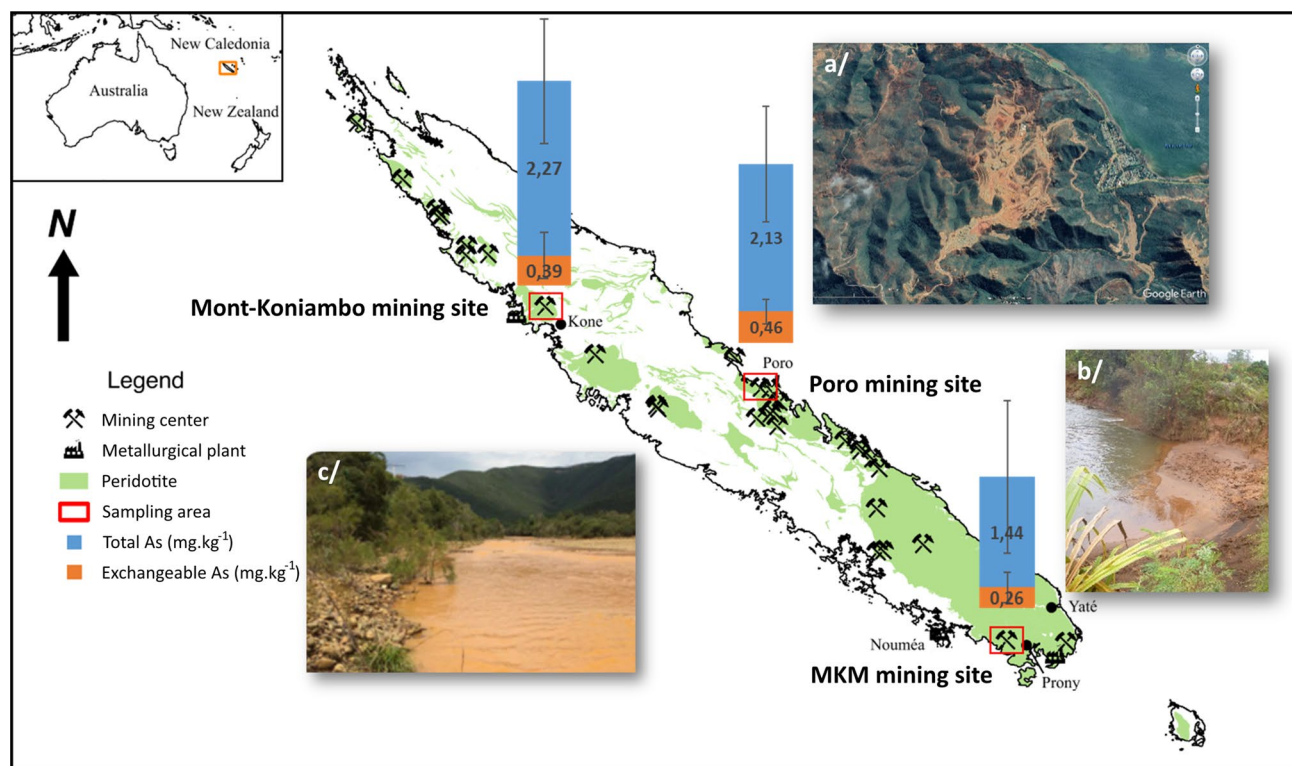 New Caledonia
Australia
New Zealand
N
2,27
0,39
2,13
0,46
1,44
0,26
a/
Google Earth
b/
c/
Mont-Koniambo mining site
Kone
Poro
Poro mining site
Yaté
Nouméa
MKM mining site
Prony
Legend
Mining center
Metallurgical plant
Peridotite
Sampling area
Total As (mg.kg⁻¹)
Exchangeable As (mg.kg⁻¹)